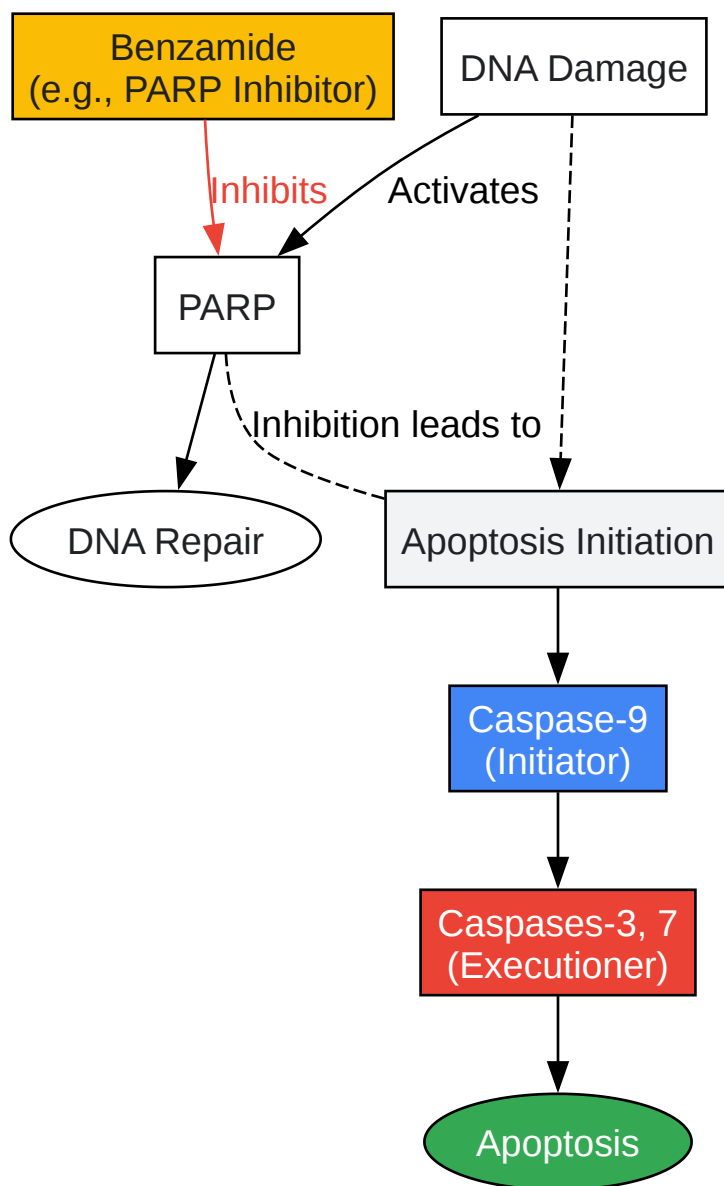 Benzamide
(e.g., PARP Inhibitor)
DNA Damage
Inhibits
Activates
PARP
Inhibition leads to
DNA Repair
Apoptosis Initiation
Caspase-9
(Initiator)
Caspases-3, 7
(Executioner)
Apoptosis